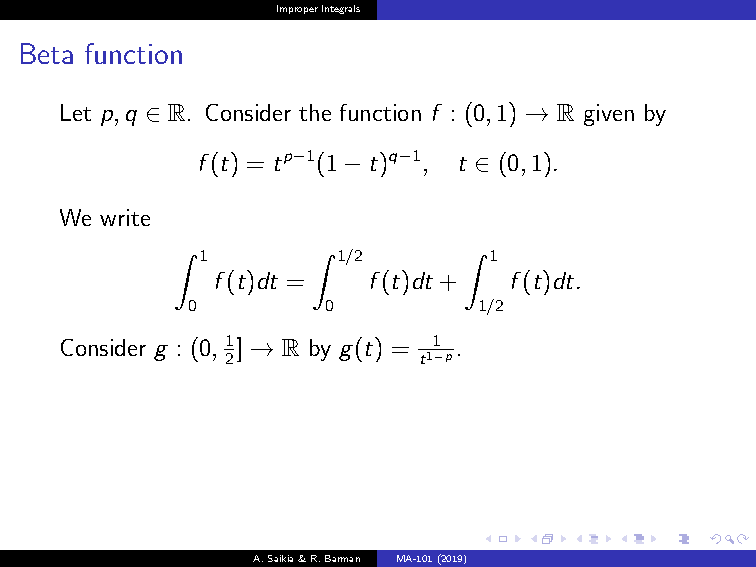 Improper Integrals
Beta function
Let p, q ∈ ℝ. Consider the function f : (0, 1) → ℝ given by
f(t) = t^{p−1}(1 − t)^{q−1}, t ∈ (0, 1).
We write
∫_0^1 f(t)dt = ∫_0^{1/2} f(t)dt + ∫_{1/2}^1 f(t)dt.
Consider g : (0, 1/2] → ℝ by g(t) = 1/t^{1−p}.
A. Saikia & R. Barman MA-101 (2019)